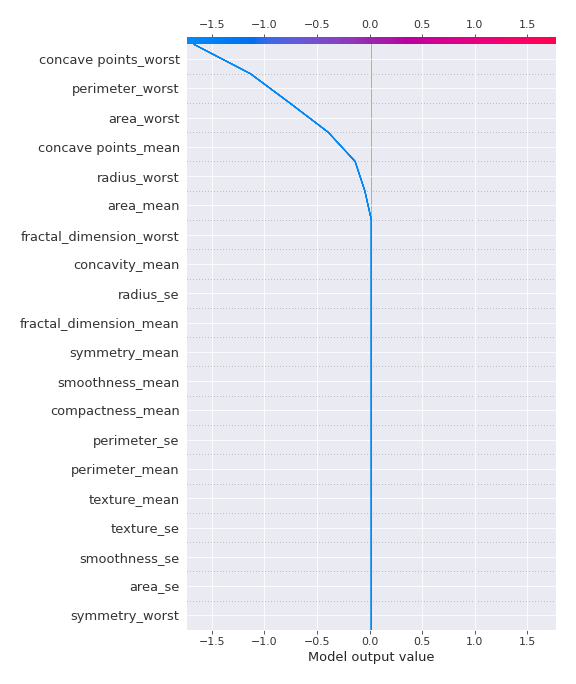 −1.5 −1.0 −0.5 0.0 0.5 1.0 1.5
concave points_worst
perimeter_worst
area_worst
concave points_mean
radius_worst
area_mean
fractal_dimension_worst
concavity_mean
radius_se
fractal_dimension_mean
symmetry_mean
smoothness_mean
compactness_mean
perimeter_se
perimeter_mean
texture_mean
texture_se
smoothness_se
area_se
symmetry_worst
−1.5 −1.0 −0.5 0.0 0.5 1.0 1.5
Model output value